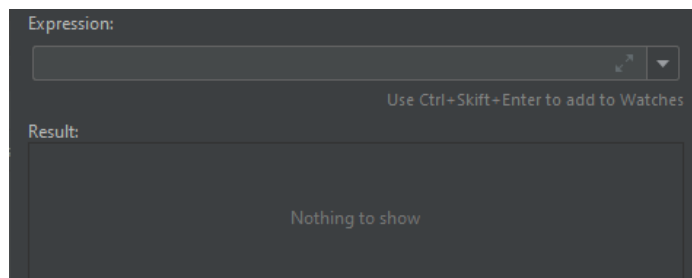 Expression:
Use Ctrl+Skift+Enter to add to Watches
Result:
Nothing to show